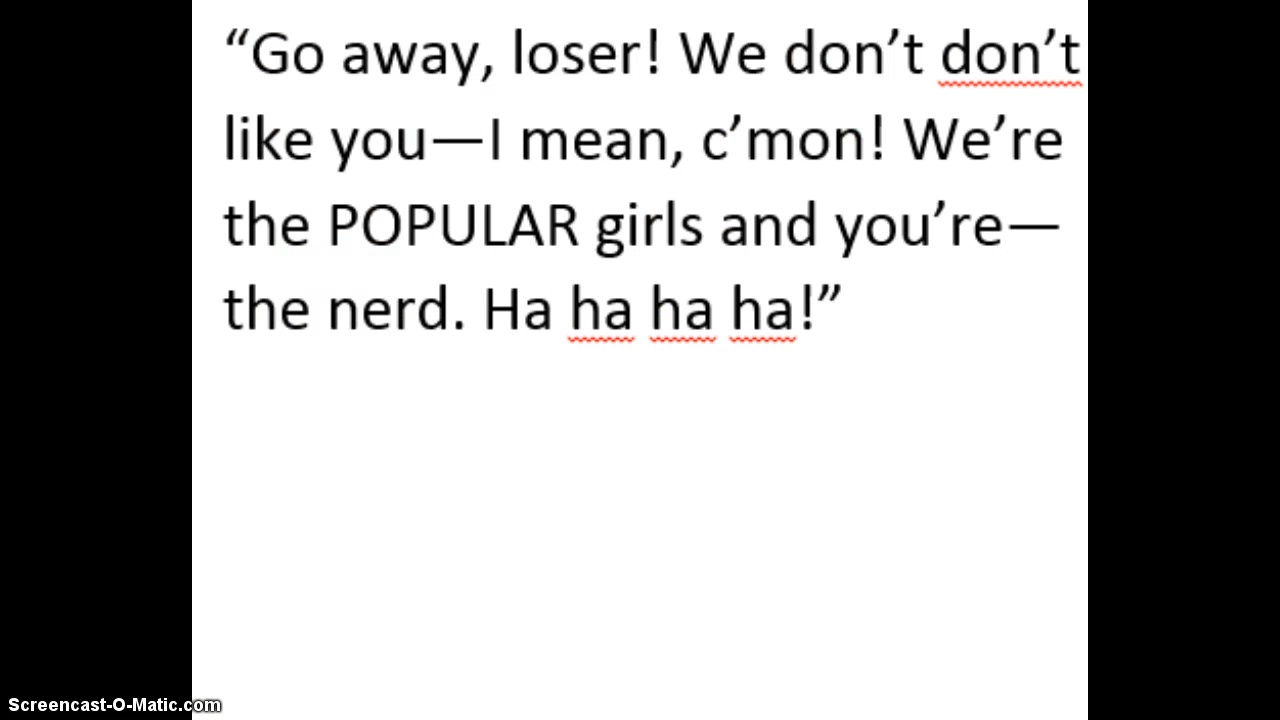 “Go away, loser! We don’t don’t
like you—I mean, c’mon! We’re
the POPULAR girls and you’re—
the nerd. Ha ha ha ha!”
Screencast-O-Matic.com